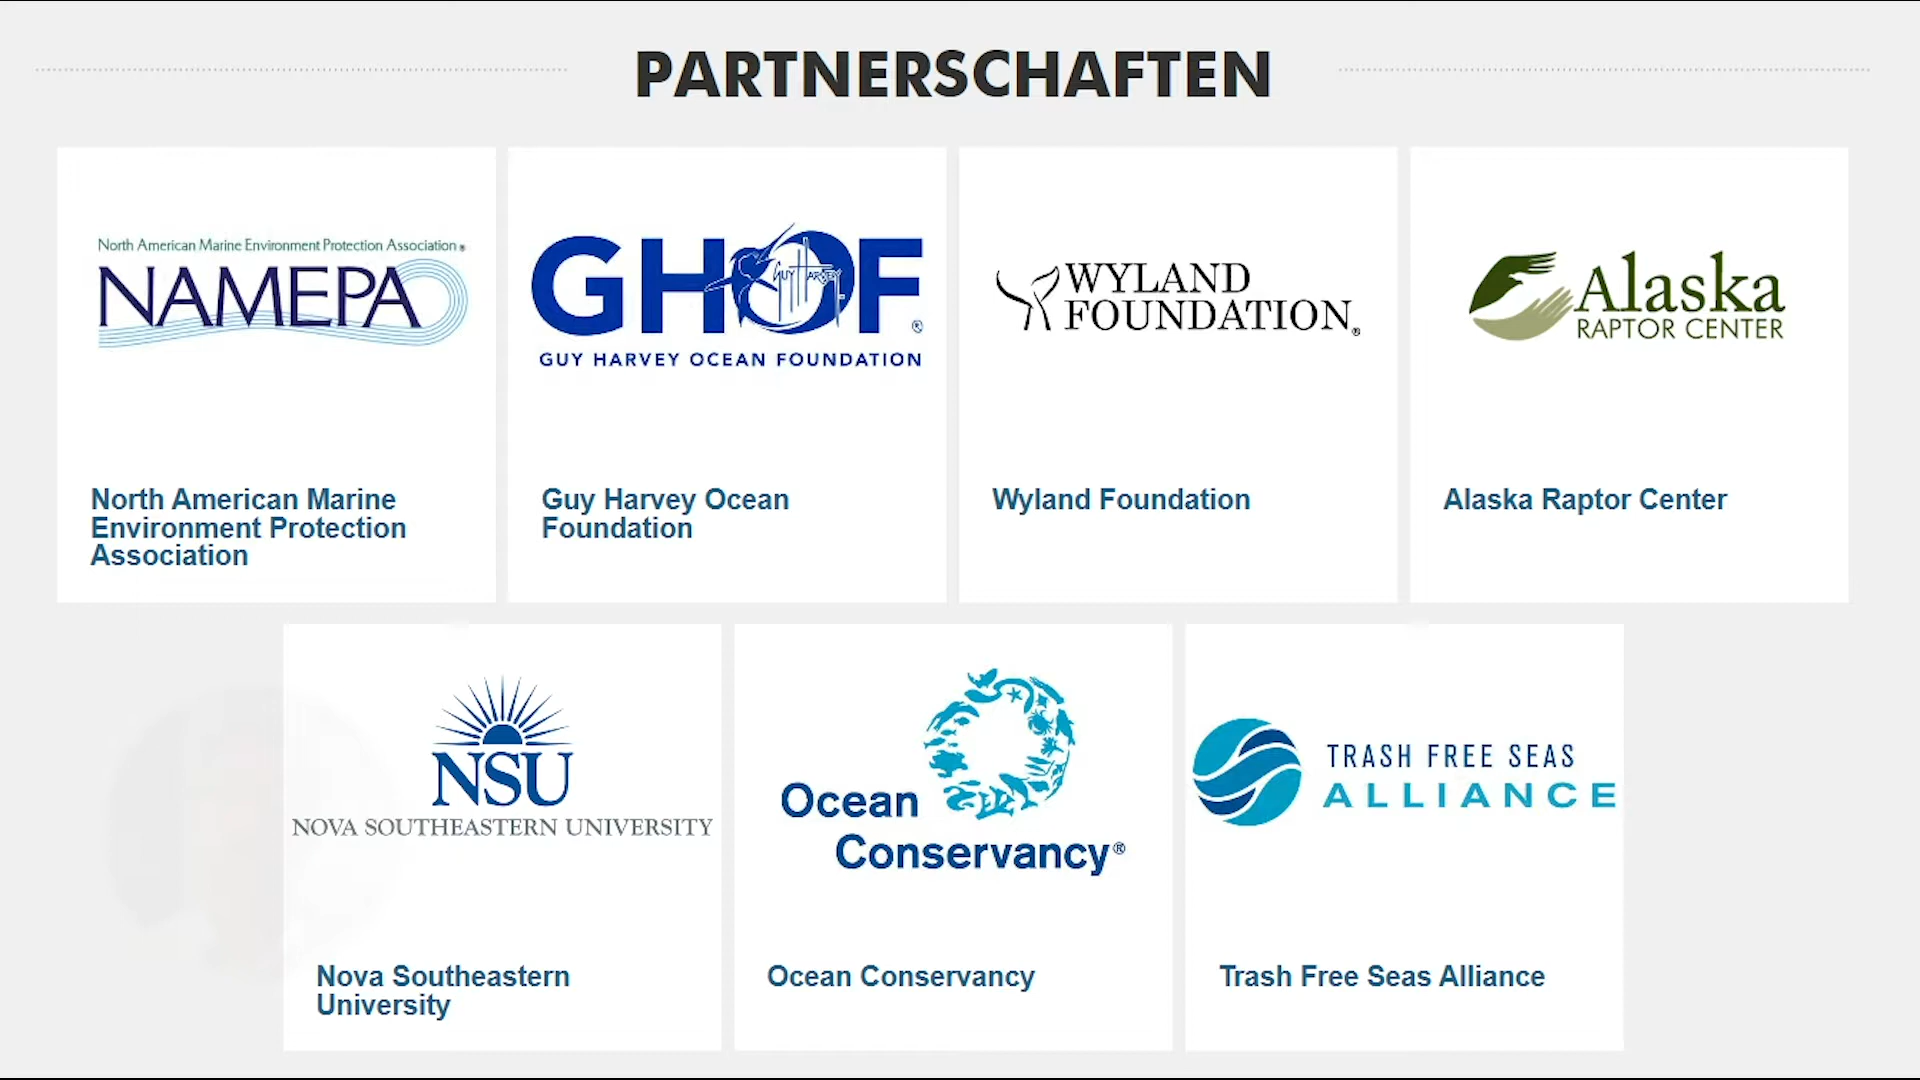 PARTNERSCHAFTEN
North American Marine Environment Protection Association®
NAMEPA
GHOF
GUY HARVEY
®
GUY HARVEY OCEAN FOUNDATION
WYLAND
FOUNDATION®
Alaska
RAPTOR CENTER
North American Marine
Environment Protection
Association
Guy Harvey Ocean
Foundation
Wyland Foundation
Alaska Raptor Center
NSU
NOVA SOUTHEASTERN UNIVERSITY
Ocean
Conservancy®
TRASH FREE SEAS
ALLIANCE
Nova Southeastern
University
Ocean Conservancy
Trash Free Seas Alliance